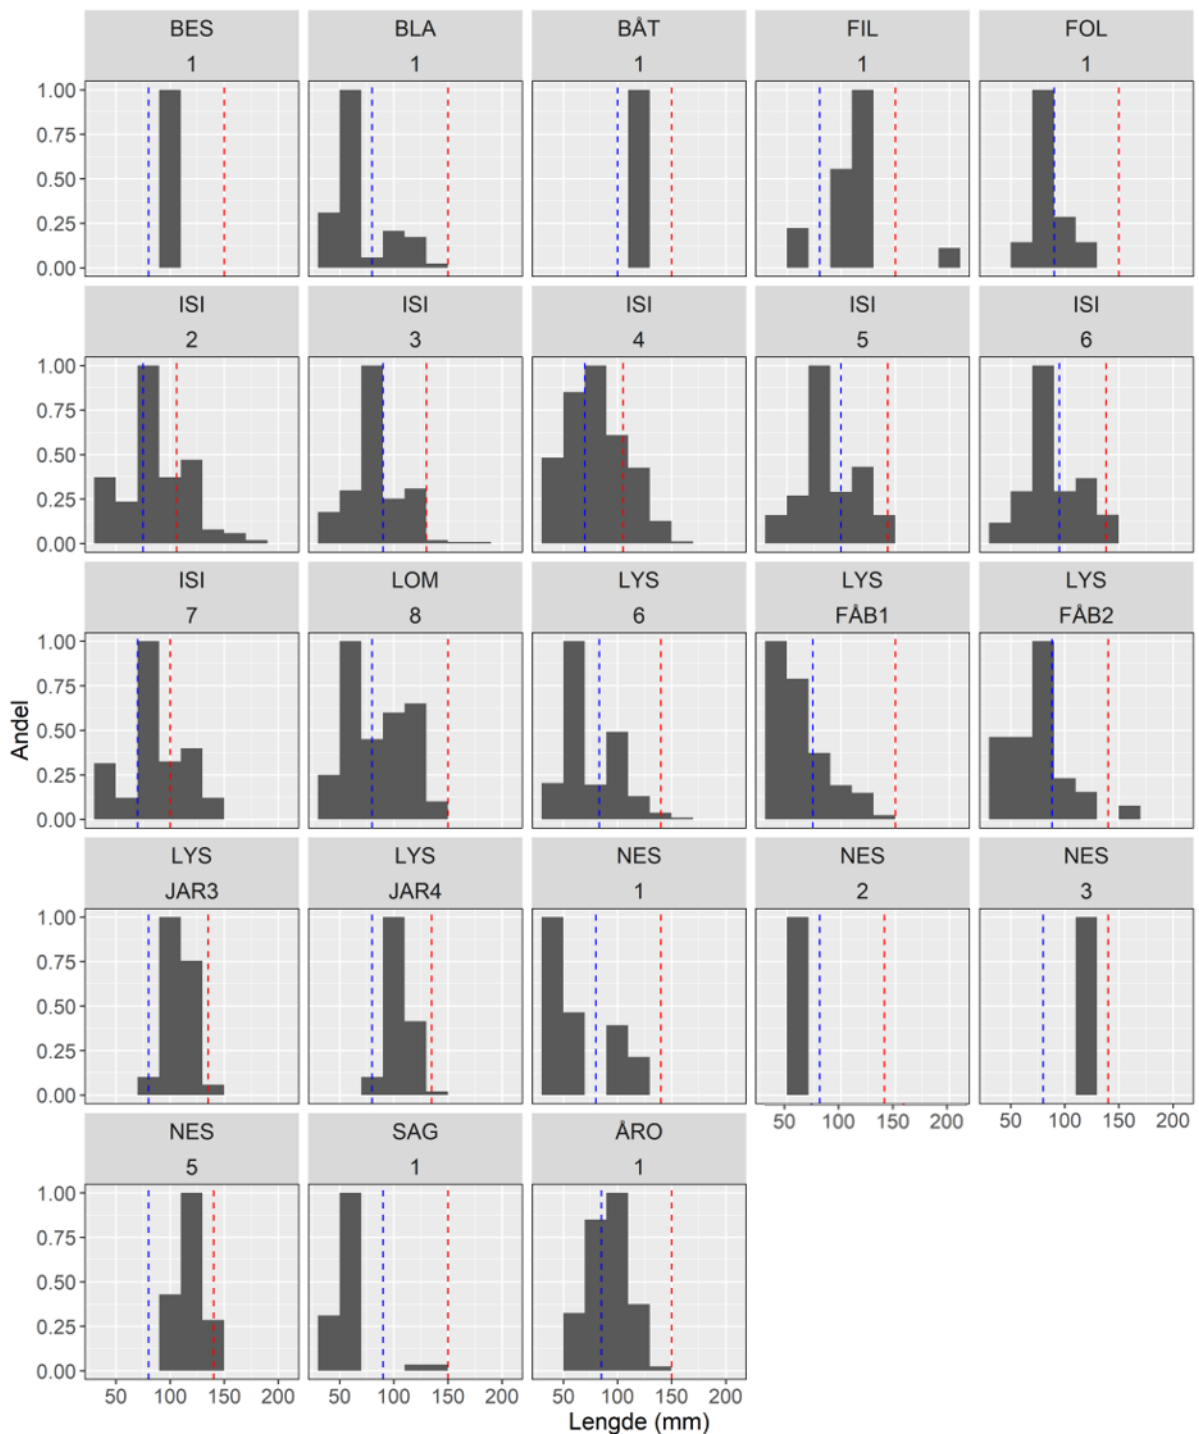 BES BLA BÅT FIL FOL
1 1 1 1 1
1.00
0.75
0.50
0.25
0.00
ISI ISI ISI ISI ISI
2 3 4 5 6
1.00
0.75
0.50
0.25
0.00
ISI LOM LYS LYS LYS
7 8 6 FÅB1 FÅB2
1.00
0.75
0.50
0.25
0.00
Andel
LYS LYS NES NES NES
JAR3 JAR4 1 2 3
1.00
0.75
0.50
0.25
0.00
50 100 150 200 50 100 150 200
NES SAG ÅRO
5 1 1
1.00
0.75
0.50
0.25
0.00
50 100 150 200 50 100 150 200 50 100 150 200
Lengde (mm)